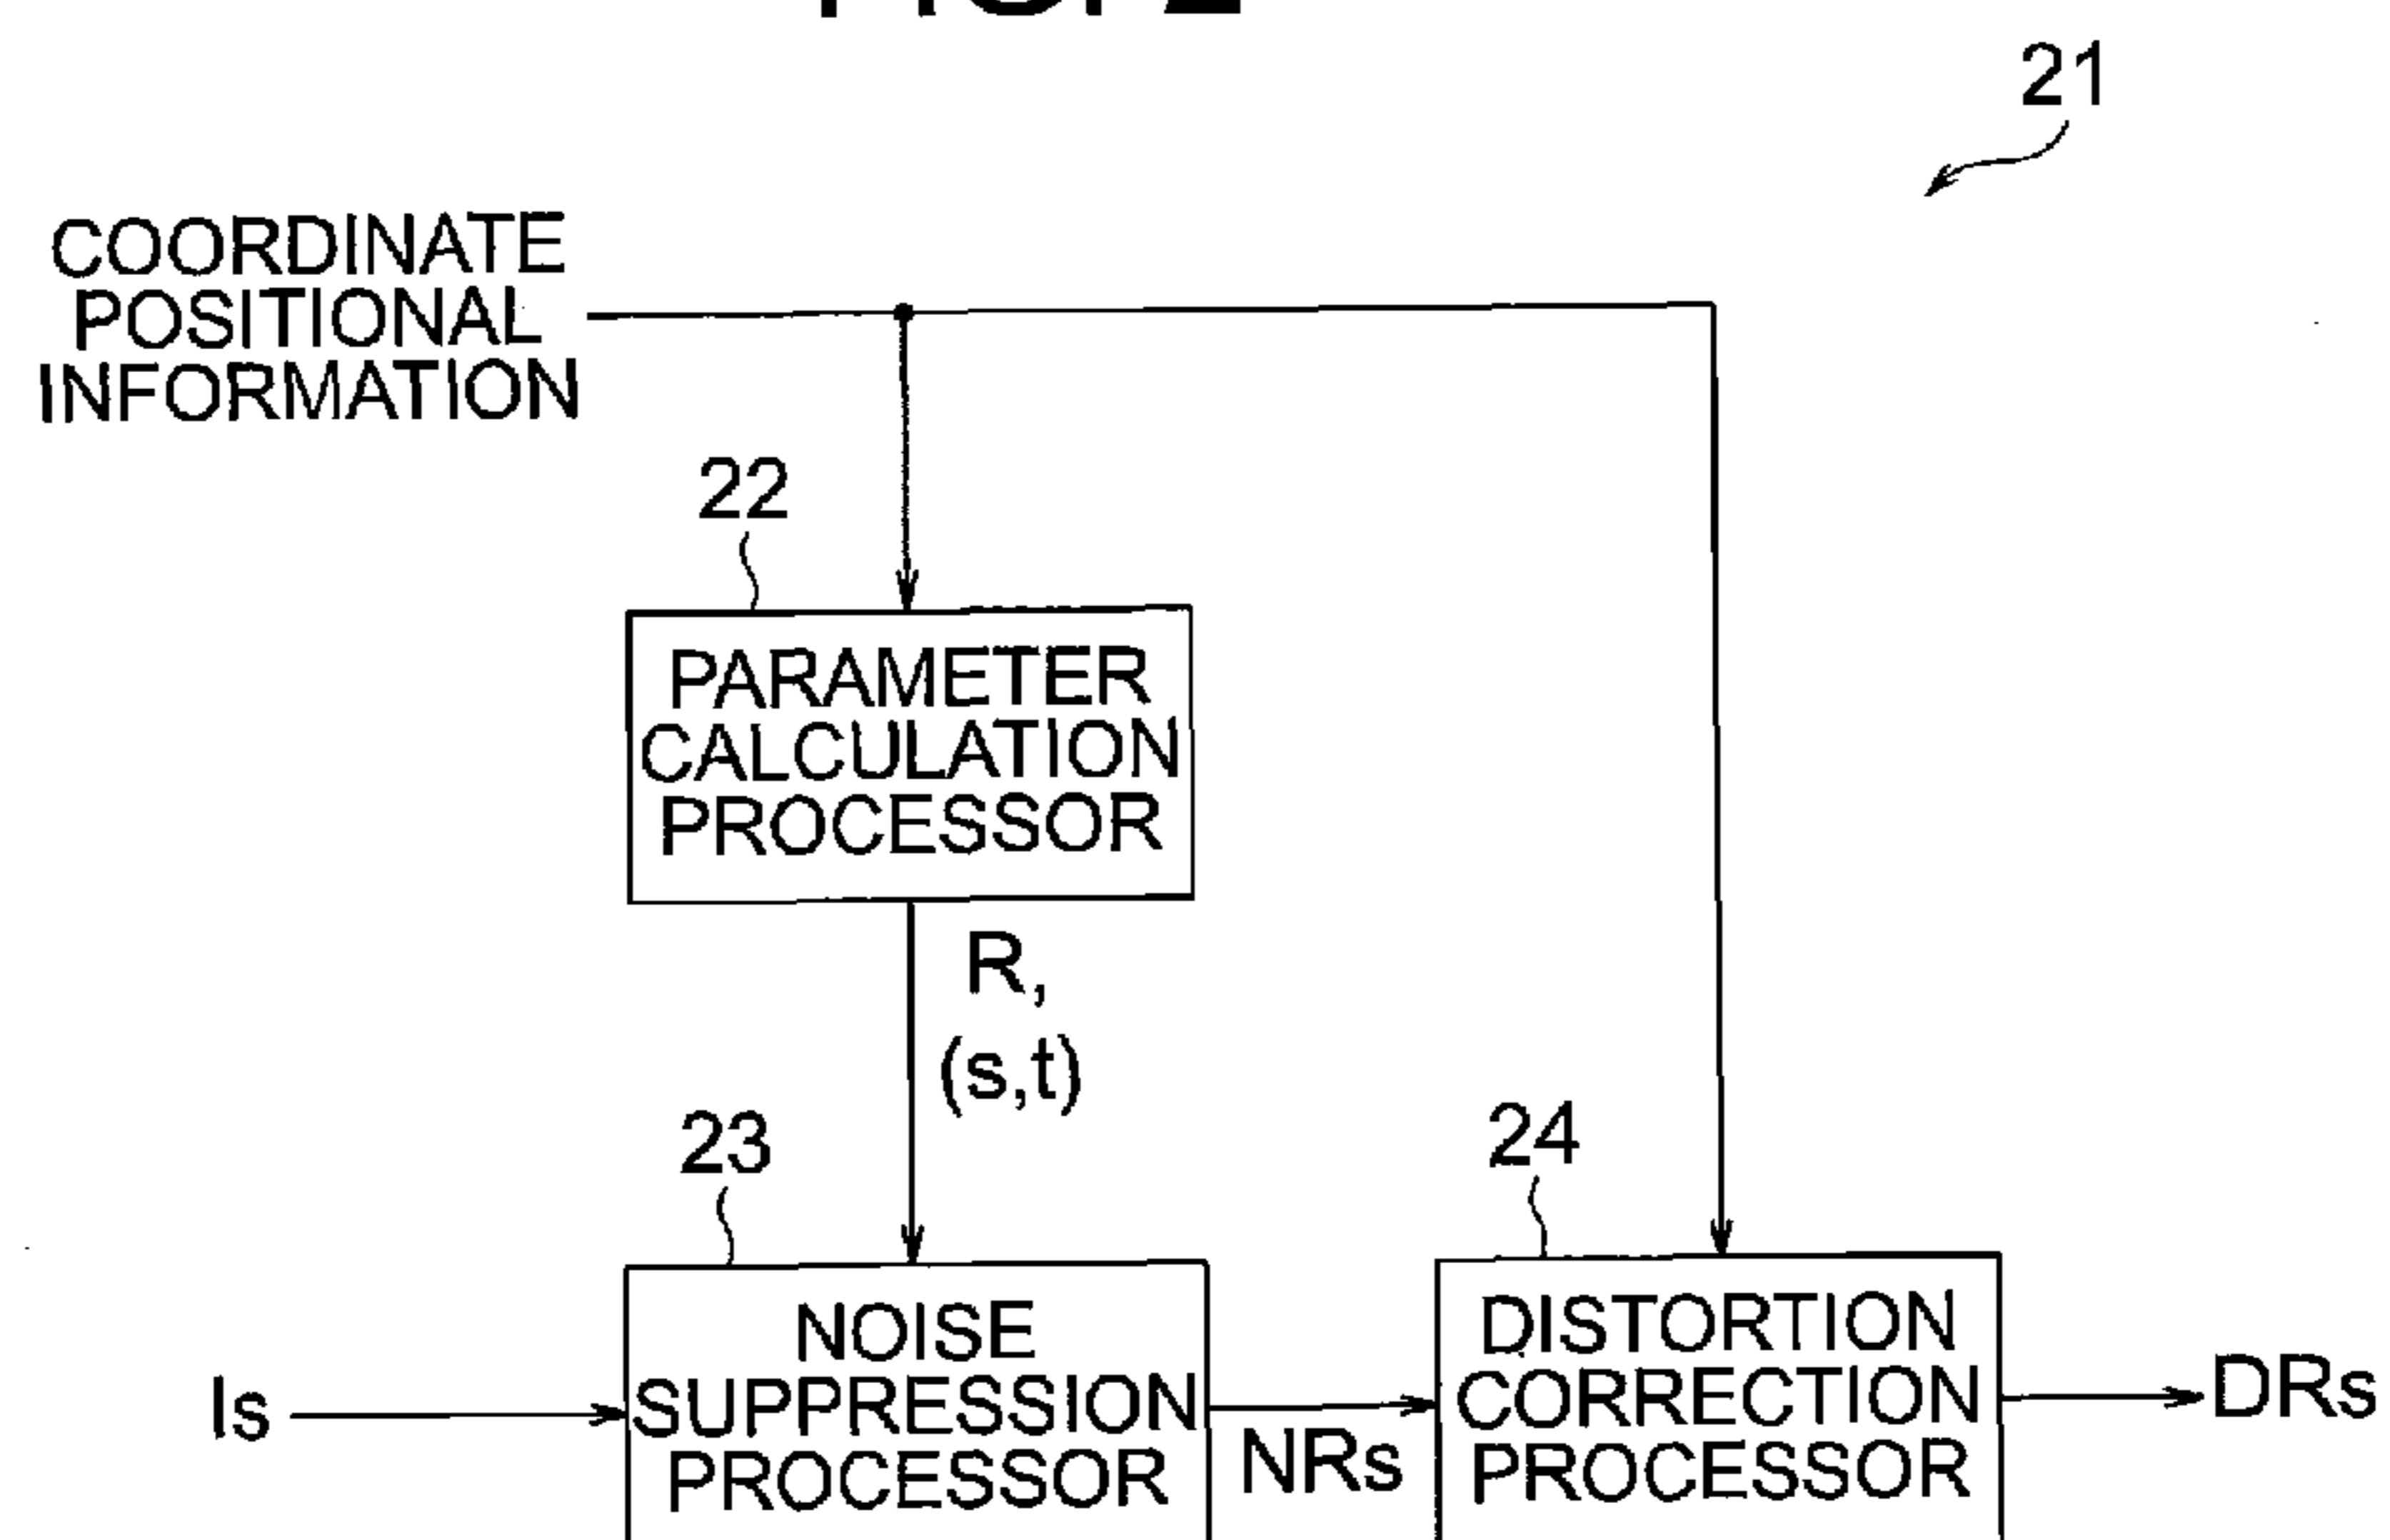 21
COORDINATE
POSITIONAL
INFORMATION
22
PARAMETER
CALCULATION
PROCESSOR
R,
(s,t)
23
24
Is
NOISE
SUPPRESSION
PROCESSOR
NRs
DISTORTION
CORRECTION
PROCESSOR
DRs